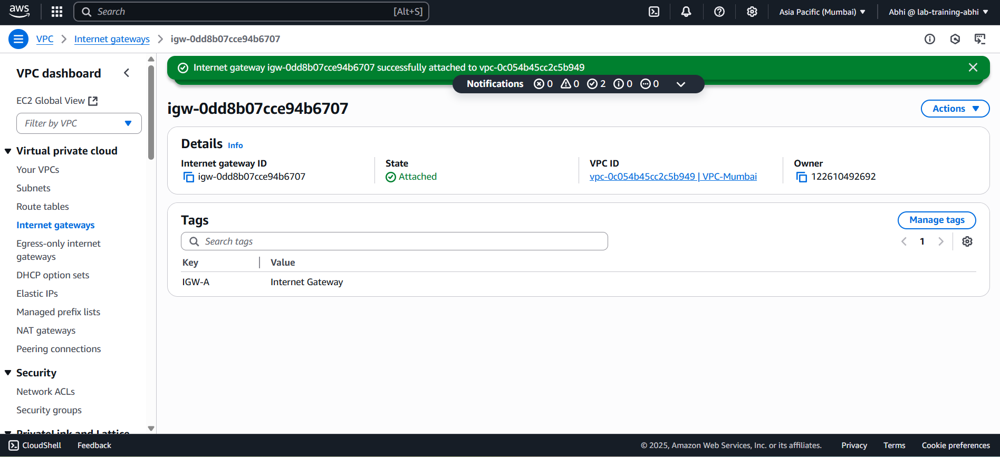 aws
Search [Alt+S]
Asia Pacific (Mumbai)
Abhi @ lab-training-abhi
VPC
Internet gateways
igw-0dd8b07cce94b6707
VPC dashboard
EC2 Global View
Filter by VPC
Virtual private cloud
Your VPCs
Subnets
Route tables
Internet gateways
Egress-only internet
gateways
DHCP option sets
Elastic IPs
Managed prefix lists
NAT gateways
Peering connections
Security
Network ACLs
Security groups
PrivateLink and Lattice
Internet gateway igw-0dd8b07cce94b6707 successfully attached to vpc-0c054b45cc2c5b949
Notifications 0 0 2 0 0
igw-0dd8b07cce94b6707
Actions
Details Info
Internet gateway ID
igw-0dd8b07cce94b6707
State
Attached
VPC ID
vpc-0c054b45cc2c5b949 | VPC-Mumbai
Owner
122610492692
Tags
Manage tags
Search tags
1
Key Value
IGW-A Internet Gateway
CloudShell Feedback
© 2025, Amazon Web Services, Inc. or its affiliates. Privacy Terms Cookie preferences